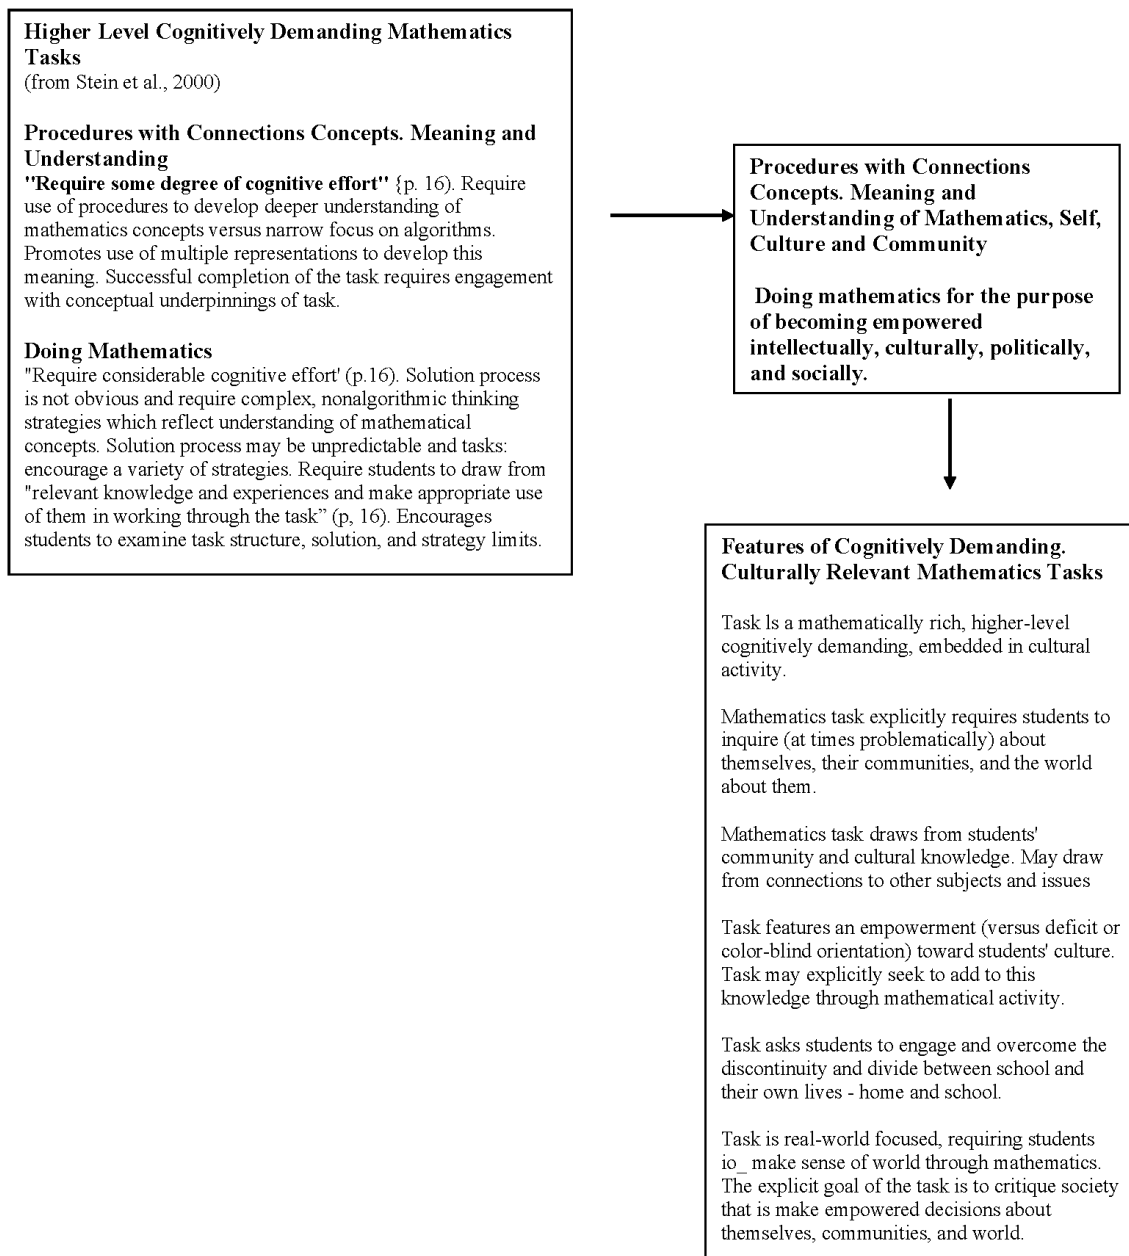 Higher Level Cognitively Demanding Mathematics
Tasks
(from Stein et al., 2000)
Procedures with Connections Concepts. Meaning and
Understanding
"Require some degree of cognitive effort" {p. 16). Require
use of procedures to develop deeper understanding of
mathematics concepts versus narrow focus on algorithms.
Promotes use of multiple representations to develop this
meaning. Successful completion of the task requires engagement
with conceptual underpinnings of task.
Doing Mathematics
"Require considerable cognitive effort' (p.16). Solution process
is not obvious and require complex, nonalgorithmic thinking
strategies which reflect understanding of mathematical
concepts. Solution process may be unpredictable and tasks:
encourage a variety of strategies. Require students to draw from
"relevant knowledge and experiences and make appropriate use
of them in working through the task” (p, 16). Encourages
students to examine task structure, solution, and strategy limits.
Procedures with Connections
Concepts. Meaning and
Understanding of Mathematics, Self,
Culture and Community
Doing mathematics for the purpose
of becoming empowered
intellectually, culturally, politically,
and socially.
Features of Cognitively Demanding.
Culturally Relevant Mathematics Tasks
Task ls a mathematically rich, higher-level
cognitively demanding, embedded in cultural
activity.
Mathematics task explicitly requires students to
inquire (at times problematically) about
themselves, their communities, and the world
about them.
Mathematics task draws from students'
community and cultural knowledge. May draw
from connections to other subjects and issues
Task features an empowerment (versus deficit or
color-blind orientation) toward students' culture.
Task may explicitly seek to add to this
knowledge through mathematical activity.
Task asks students to engage and overcome the
discontinuity and divide between school and
their own lives - home and school.
Task is real-world focused, requiring students
io_ make sense of world through mathematics.
The explicit goal of the task is to critique society
that is make empowered decisions about
themselves, communities, and world.